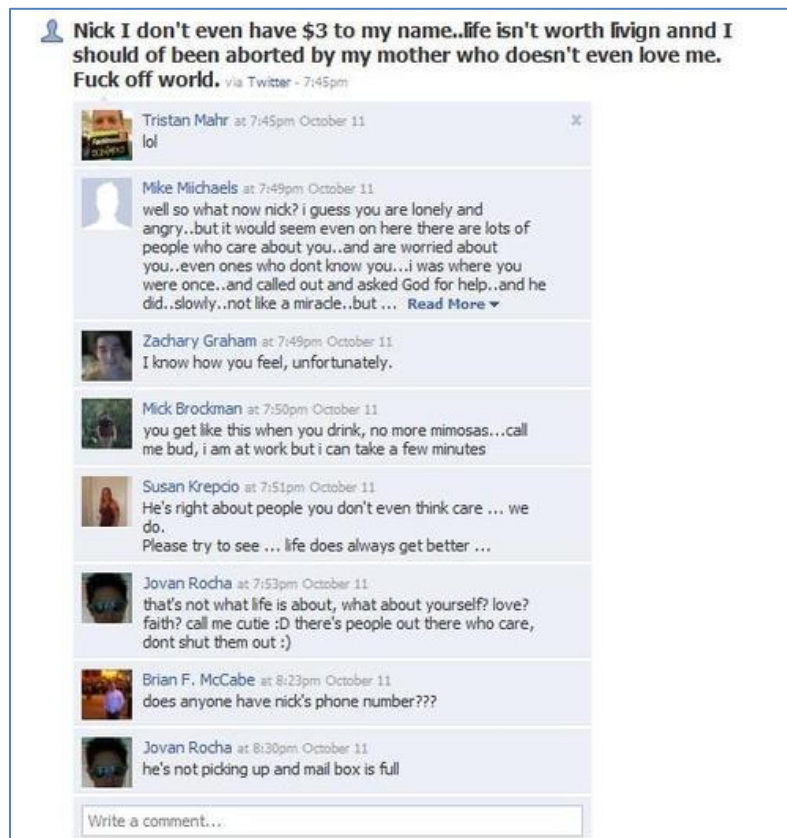 Nick I don't even have $3 to my name..life isn't worth livign annd I
should of been aborted by my mother who doesn't even love me.
Fuck off world. via Twitter - 7:45pm
Tristan Mahr at 7:45pm October 11
x
lol
Mike Miichaels at 7:49pm October 11
well so what now nick? i guess you are lonely and
angry..but it would seem even on here there are lots of
people who care about you..and are worried about
you..even ones who dont know you...i was where you
were once..and called out and asked God for help..and he
did..slowly..not like a miracle..but ... Read More
Zachary Graham at 7:49pm October 11
I know how you feel, unfortunately.
Mick Brockman at 7:50pm October 11
you get like this when you drink, no more mimosas...call
me bud, i am at work but i can take a few minutes
Susan Krepcio at 7:51pm October 11
He's right about people you don't even think care ... we
do.
Please try to see ... life does always get better ...
Jovan Rocha at 7:53pm October 11
that's not what life is about, what about yourself? love?
faith? call me cutie :D there's people out there who care,
dont shut them out :)
Brian F. McCabe at 8:23pm October 11
does anyone have nick's phone number???
Jovan Rocha at 8:30pm October 11
he's not picking up and mail box is full
Write a comment...